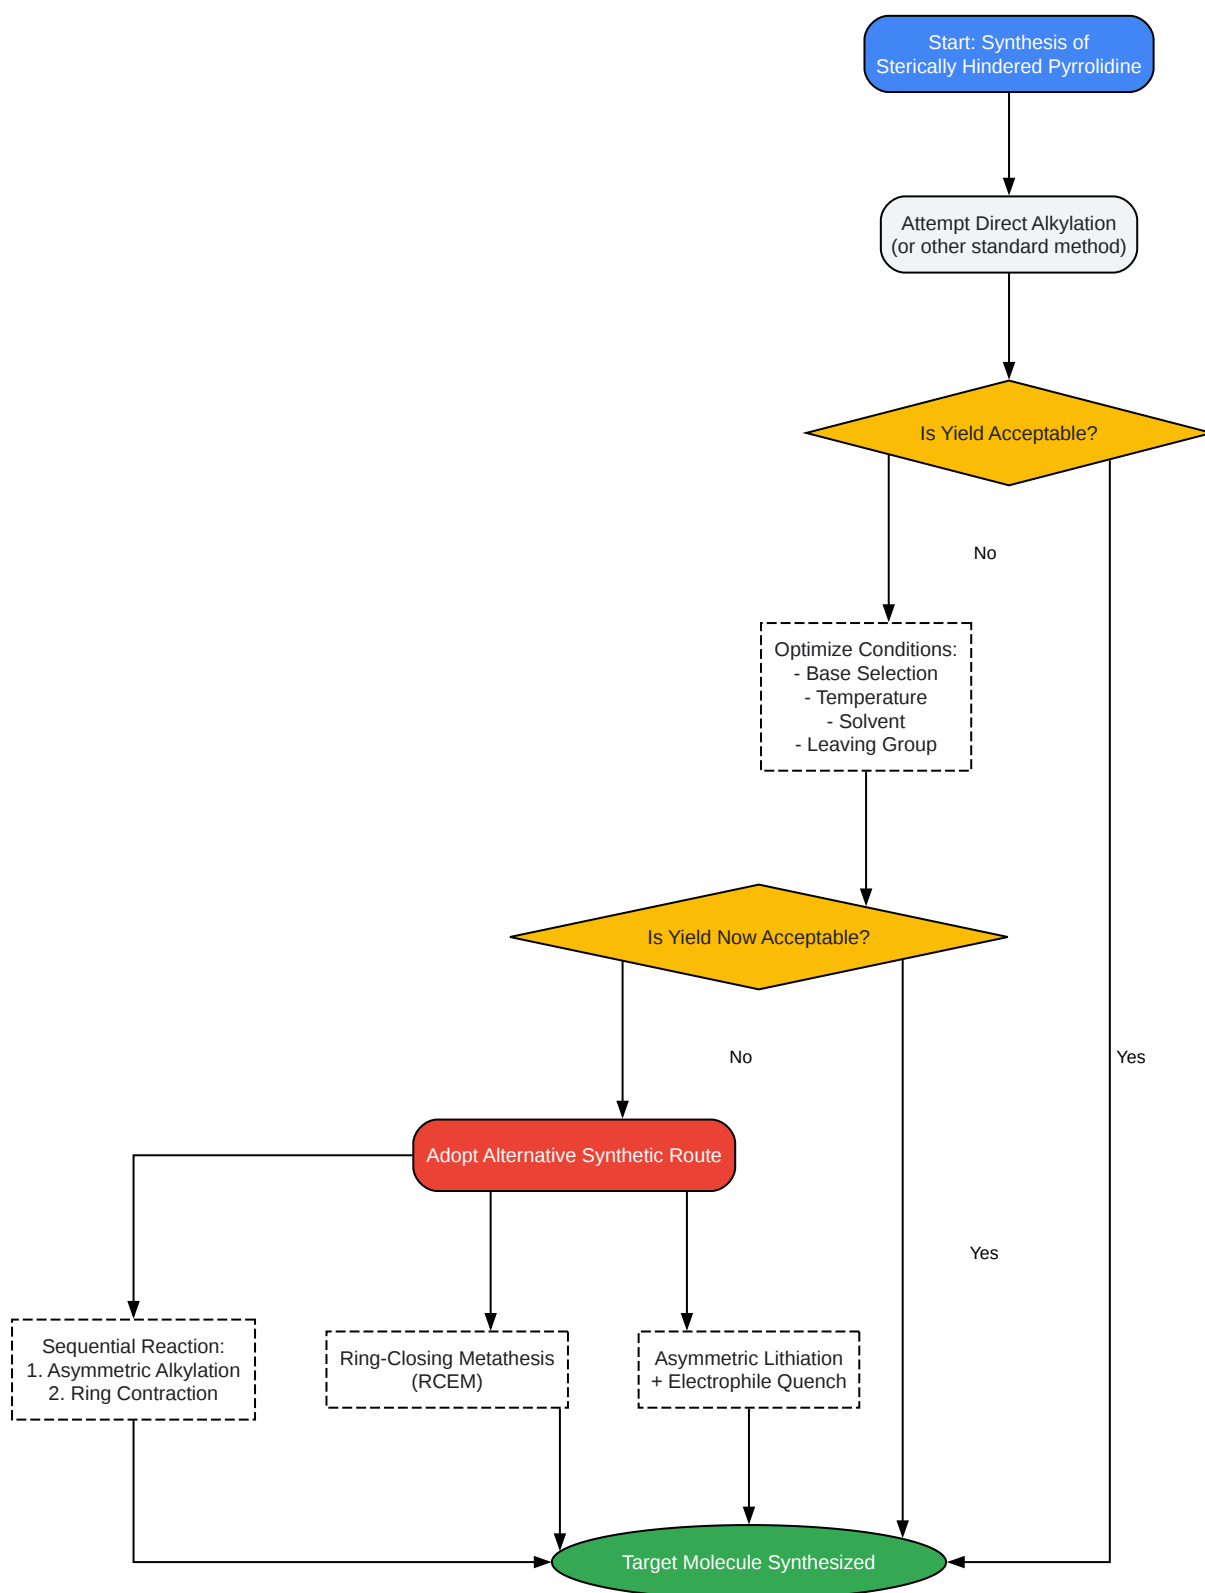 Start: Synthesis of
Sterically Hindered Pyrrolidine
Attempt Direct Alkylation
(or other standard method)
Is Yield Acceptable?
No
Optimize Conditions:
- Base Selection
- Temperature
- Solvent
- Leaving Group
Is Yield Now Acceptable?
No
Yes
Adopt Alternative Synthetic Route
Yes
Sequential Reaction:
1. Asymmetric Alkylation
2. Ring Contraction
Ring-Closing Metathesis
(RCEM)
Asymmetric Lithiation
+ Electrophile Quench
Target Molecule Synthesized